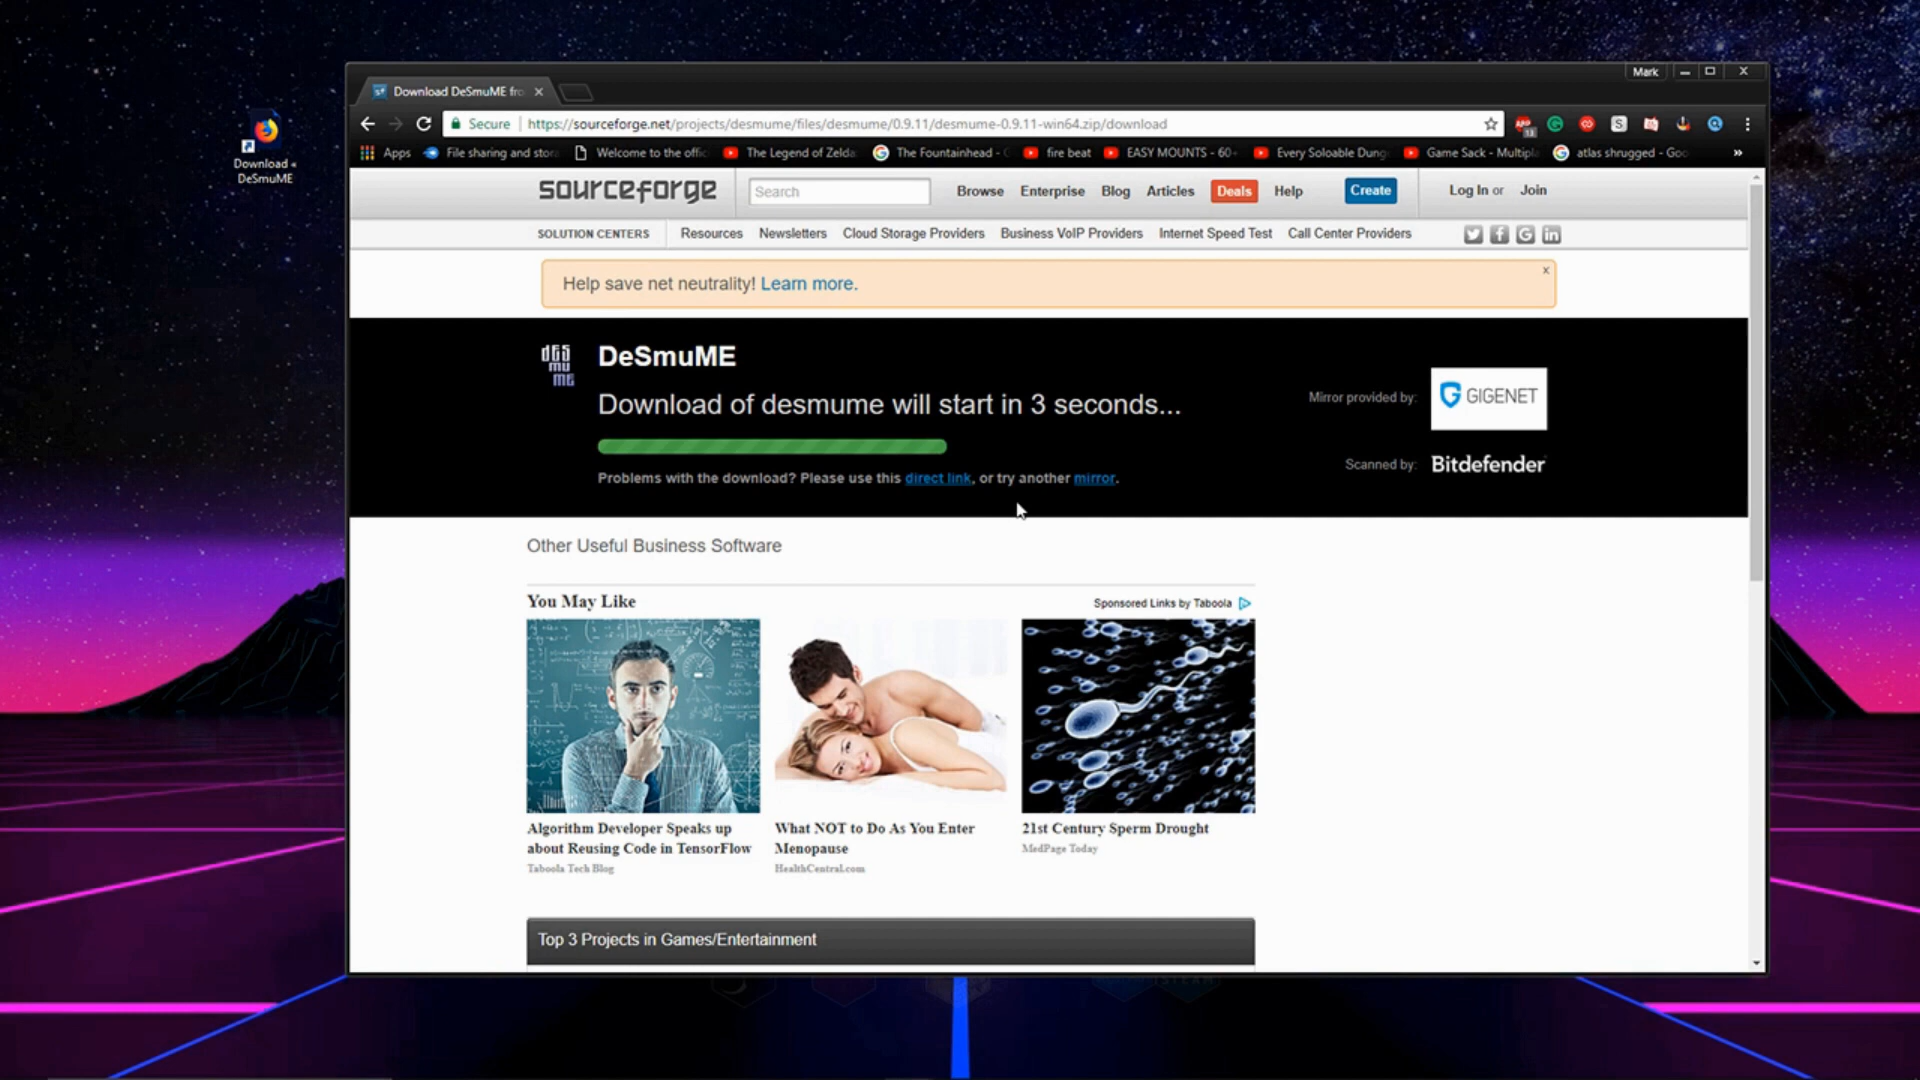 Mark
Download DeSmuME fro
Secure
https://sourceforge.net/projects/desmume/files/desmume/0.9.11/desmume-0.9.11-win64.zip/download
Apps
File sharing and stora
Welcome to the offic
The Legend of Zelda
The Fountainhead - G
fire beat
EASY MOUNTS - 60+
Every Soloable Dung
Game Sack - Multipla
atlas shrugged - Goo
Download «
DeSmuME
sourceforge
Search
Browse
Enterprise
Blog
Articles
Deals
Help
Create
Log In or Join
SOLUTION CENTERS
Resources
Newsletters
Cloud Storage Providers
Business VoIP Providers
Internet Speed Test
Call Center Providers
Help save net neutrality! Learn more.
x
desmume
DeSmuME
Download of desmume will start in 3 seconds...
Problems with the download? Please use this direct link, or try another mirror.
Mirror provided by:
GIGENET
Scanned by:
Bitdefender
Other Useful Business Software
You May Like
Sponsored Links by Taboola
Algorithm Developer Speaks up
about Reusing Code in TensorFlow
Taboola Tech Blog
What NOT to Do As You Enter
Menopause
HealthCentral.com
21st Century Sperm Drought
MedPage Today
Top 3 Projects in Games/Entertainment